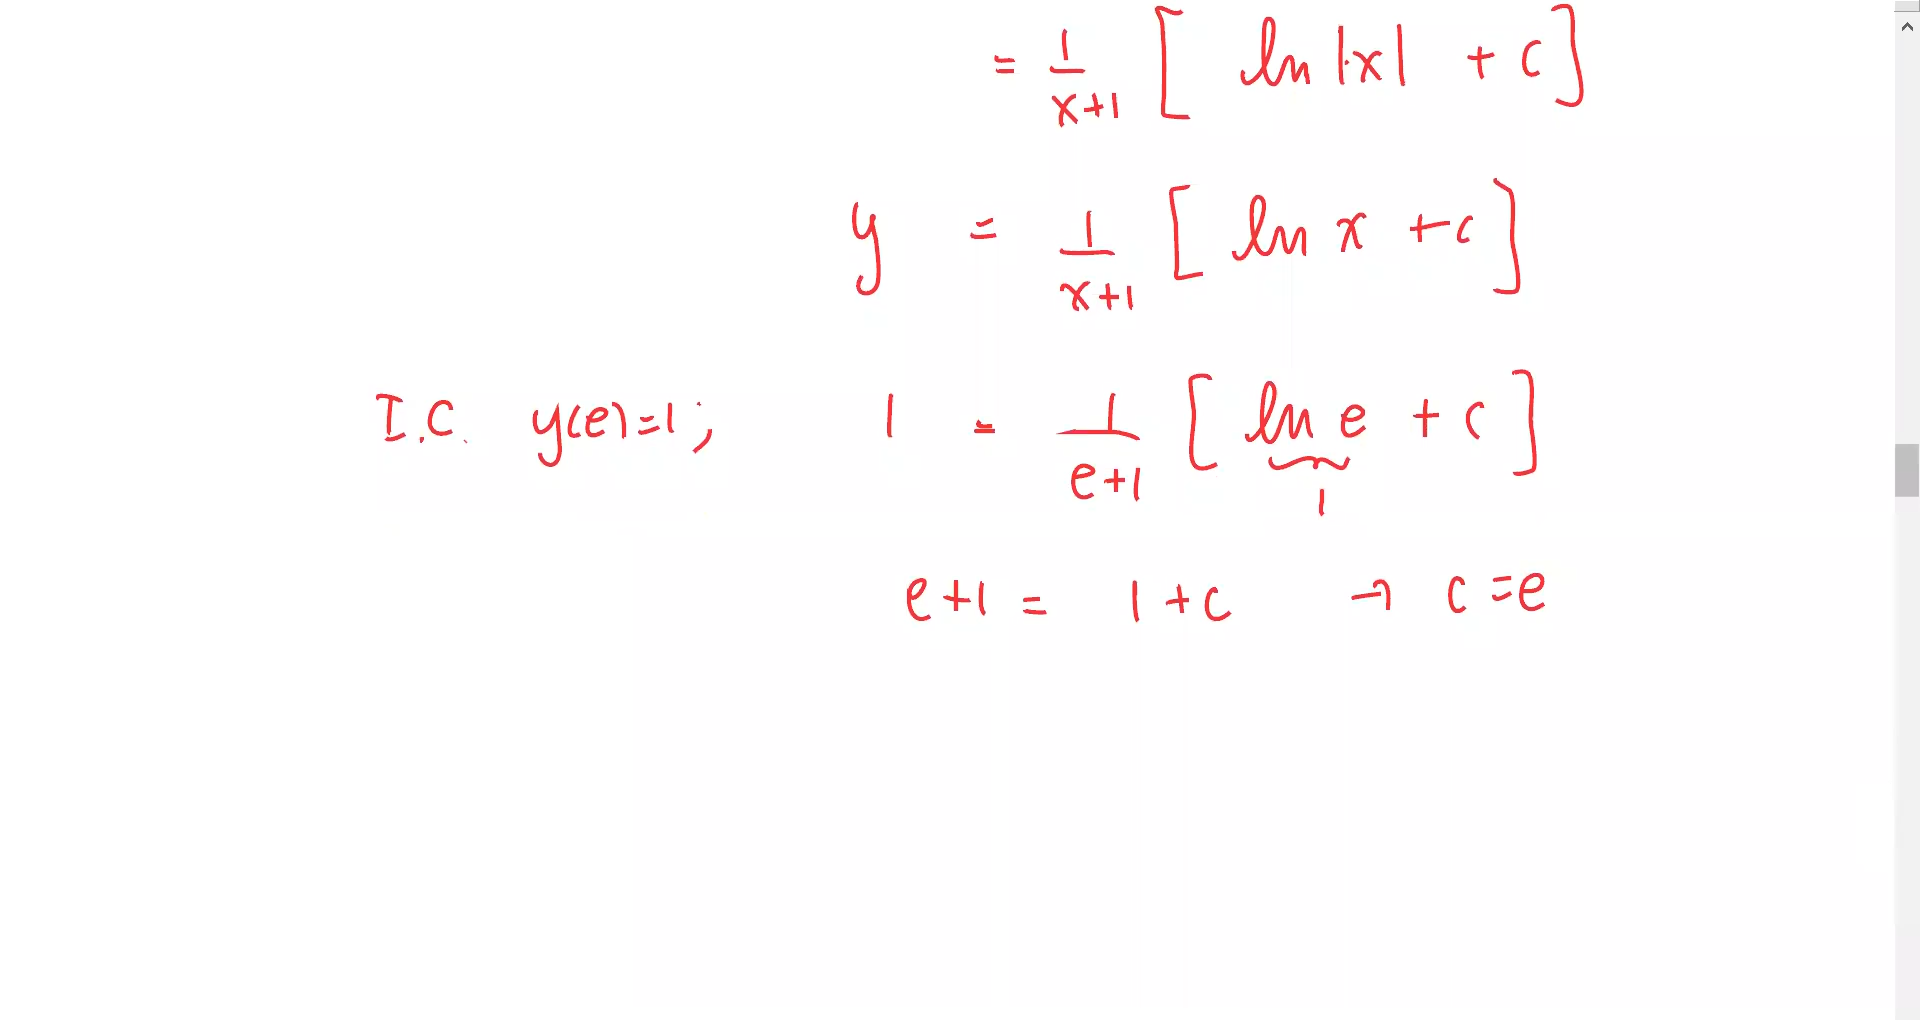 = 1/(x+1) [ ln |x| + c ]
y = 1/(x+1) [ ln x + c ]
I.C. y(e)=1 ; 1 = 1/(e+1) [ ln e + c ]
1
e+1 = 1+c → c = e